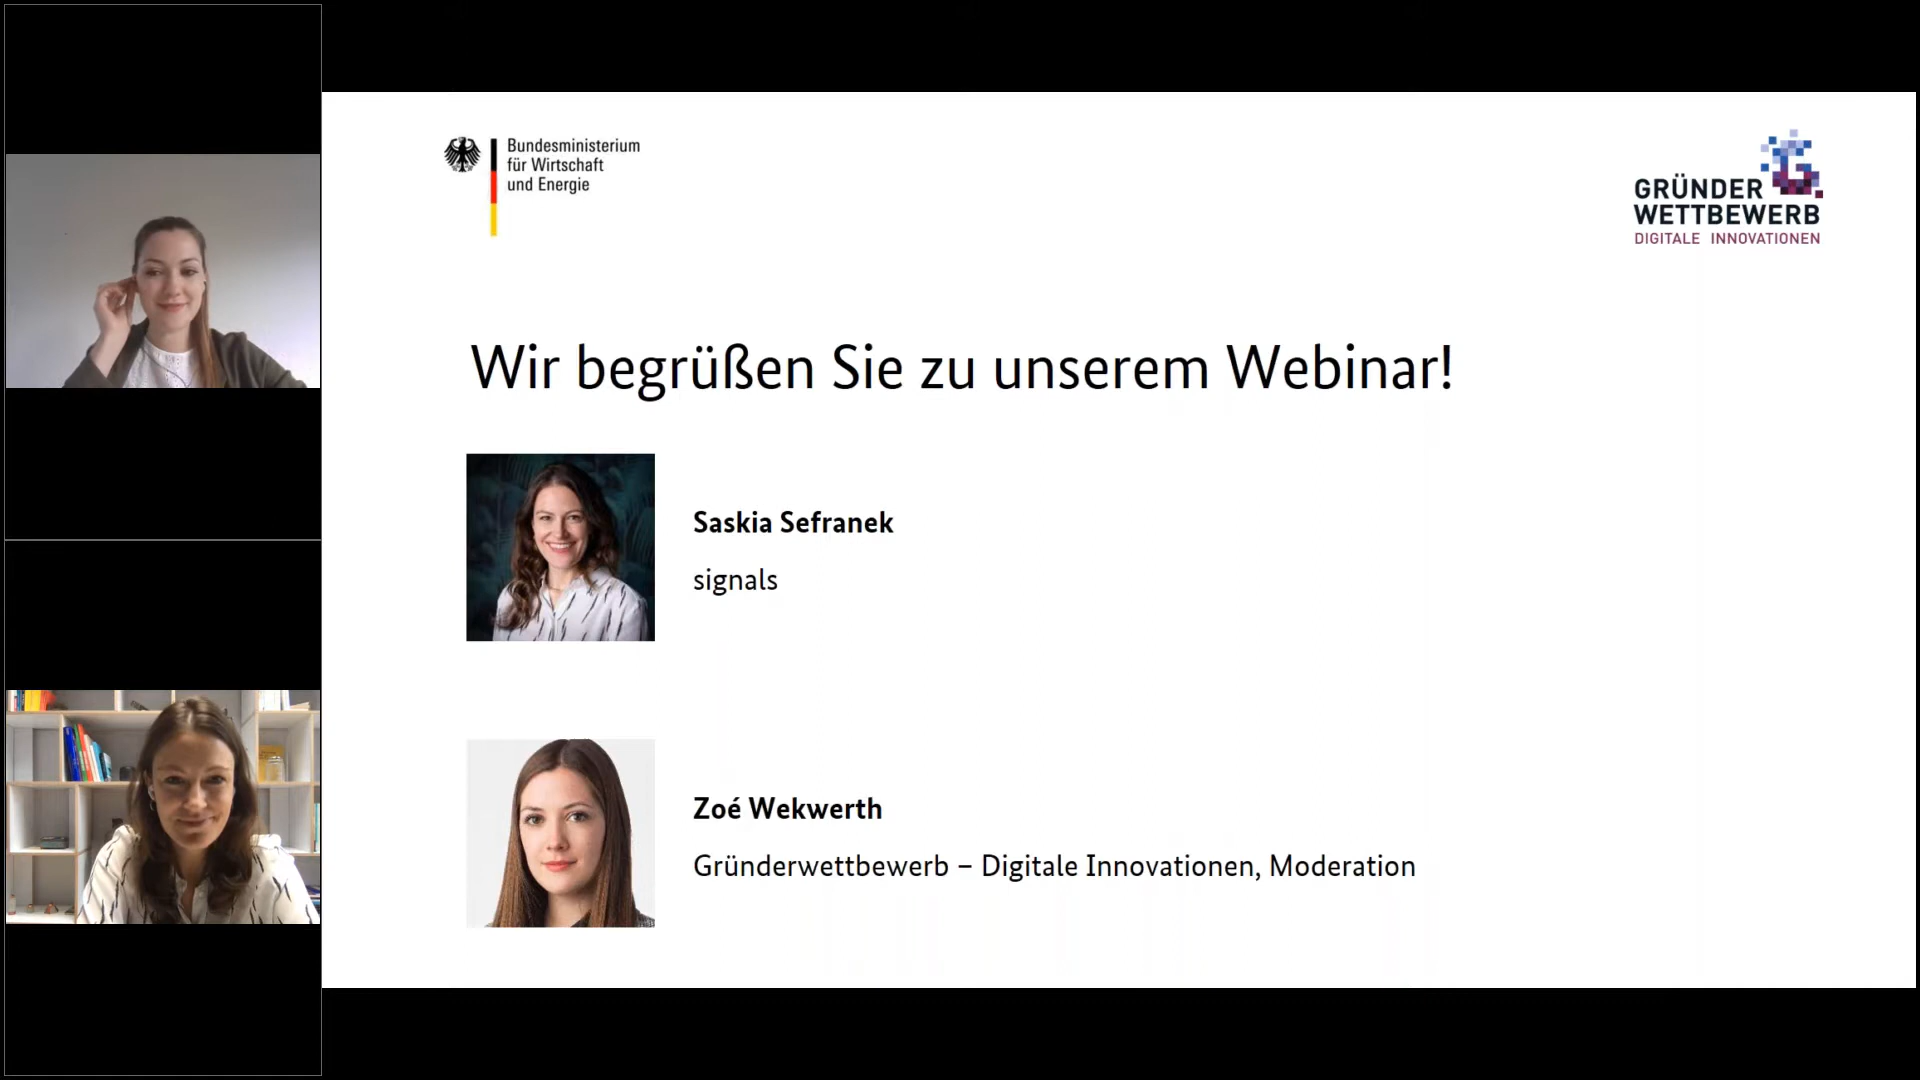 Bundesministerium
für Wirtschaft
und Energie
GRÜNDER
WETTBEWERB
DIGITALE INNOVATIONEN
Wir begrüßen Sie zu unserem Webinar!
Saskia Sefranek
signals
Zoé Wekwerth
Gründerwettbewerb – Digitale Innovationen, Moderation